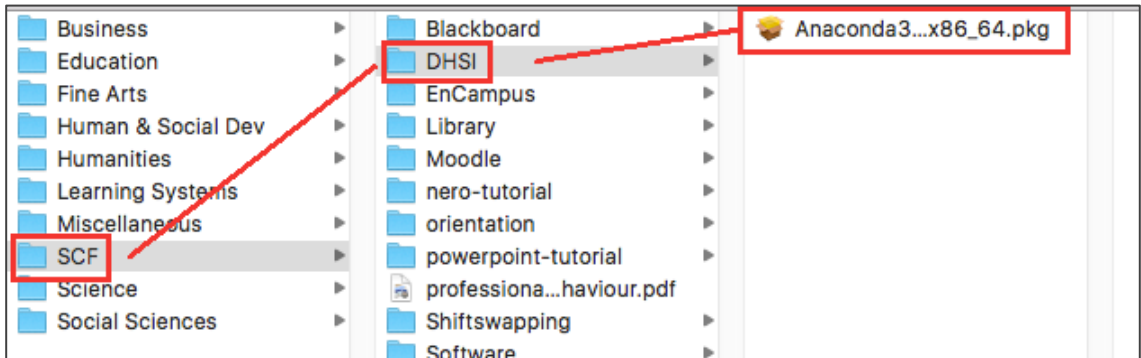 Business
Education
Fine Arts
Human & Social Dev
Humanities
Learning Systems
Miscellaneous
SCF
Science
Social Sciences
Blackboard
DHSI
EnCampus
Library
Moodle
nero-tutorial
orientation
powerpoint-tutorial
professiona...haviour.pdf
Shiftswapping
Software
Anaconda3...x86_64.pkg